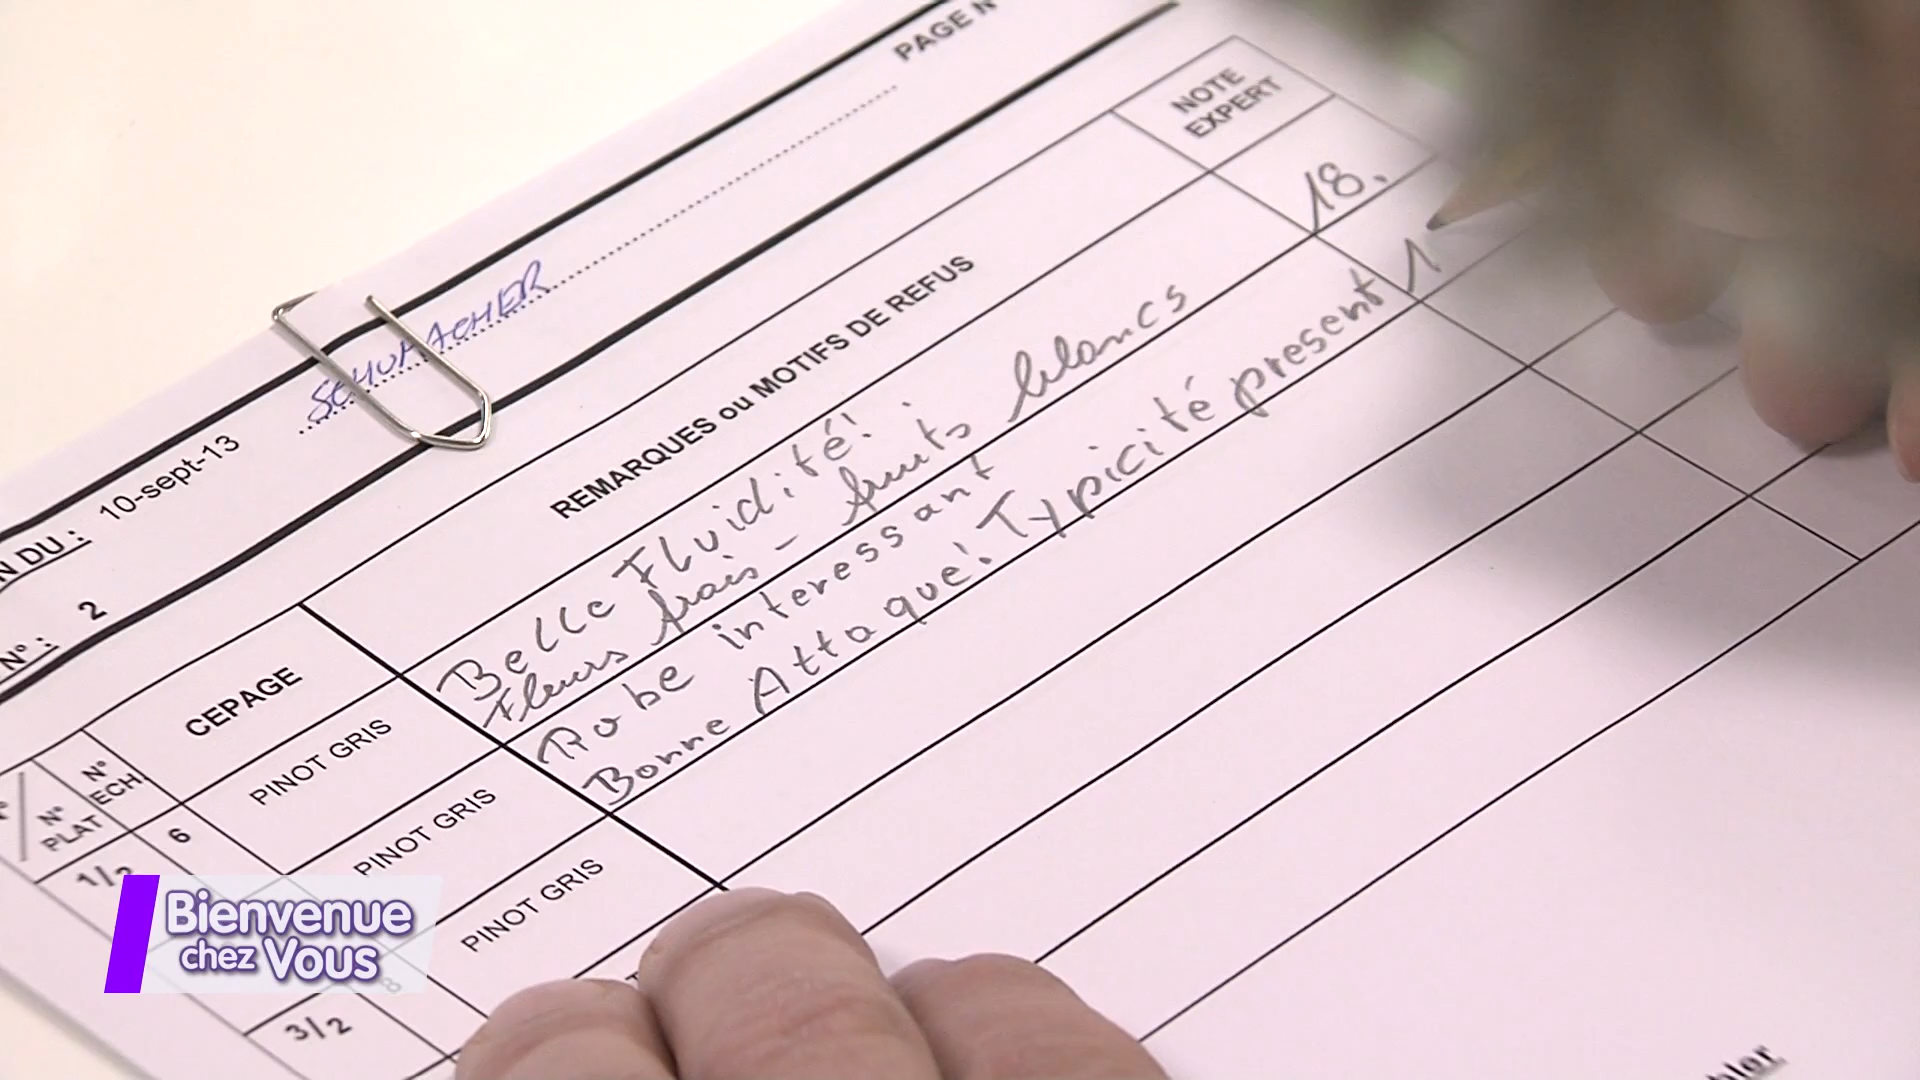 PAGE N
N DU : 10-sept-13 SCHUMACHER
N° : 2
N° PLAT
N° ECH.
CEPAGE
REMARQUES ou MOTIFS DE REFUS
NOTE EXPERT
1/2
6
PINOT GRIS
Belle Fluidité!
Fleurs frais - fruits blancs
18.
PINOT GRIS
Robe interessant
Bonne Attaque! Typicité present
1
3/2
8
PINOT GRIS
Bienvenue
chez Vous